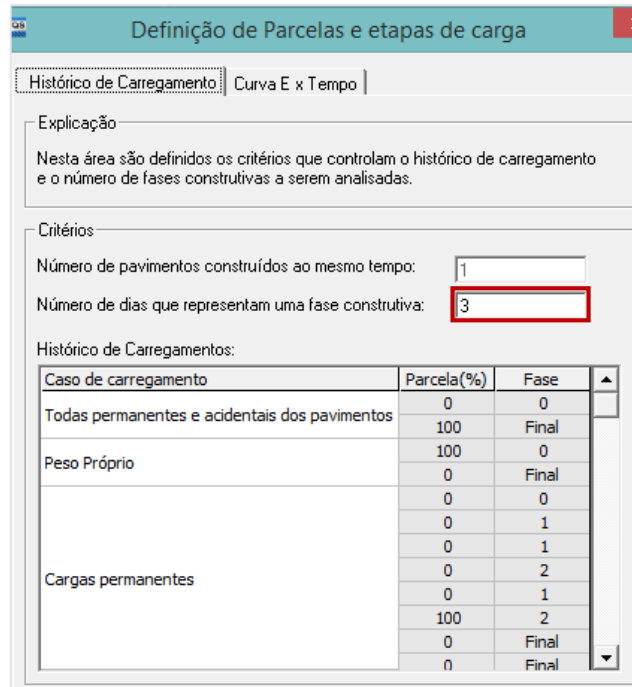 QS
Definição de Parcelas e etapas de carga
Histórico de Carregamento
Curva E x Tempo
Explicação
Nesta área são definidos os critérios que controlam o histórico de carregamento
e o número de fases construtivas a serem analisadas.
Critérios
Número de pavimentos construídos ao mesmo tempo: 1
Número de dias que representam uma fase construtiva: 3
Histórico de Carregamentos:
Caso de carregamento Parcela(%) Fase
Todas permanentes e acidentais dos pavimentos
0 0
100 Final
Peso Próprio
100 0
0 Final
Cargas permanentes
0 0
0 1
0 1
0 2
0 1
100 2
0 Final
0 Final